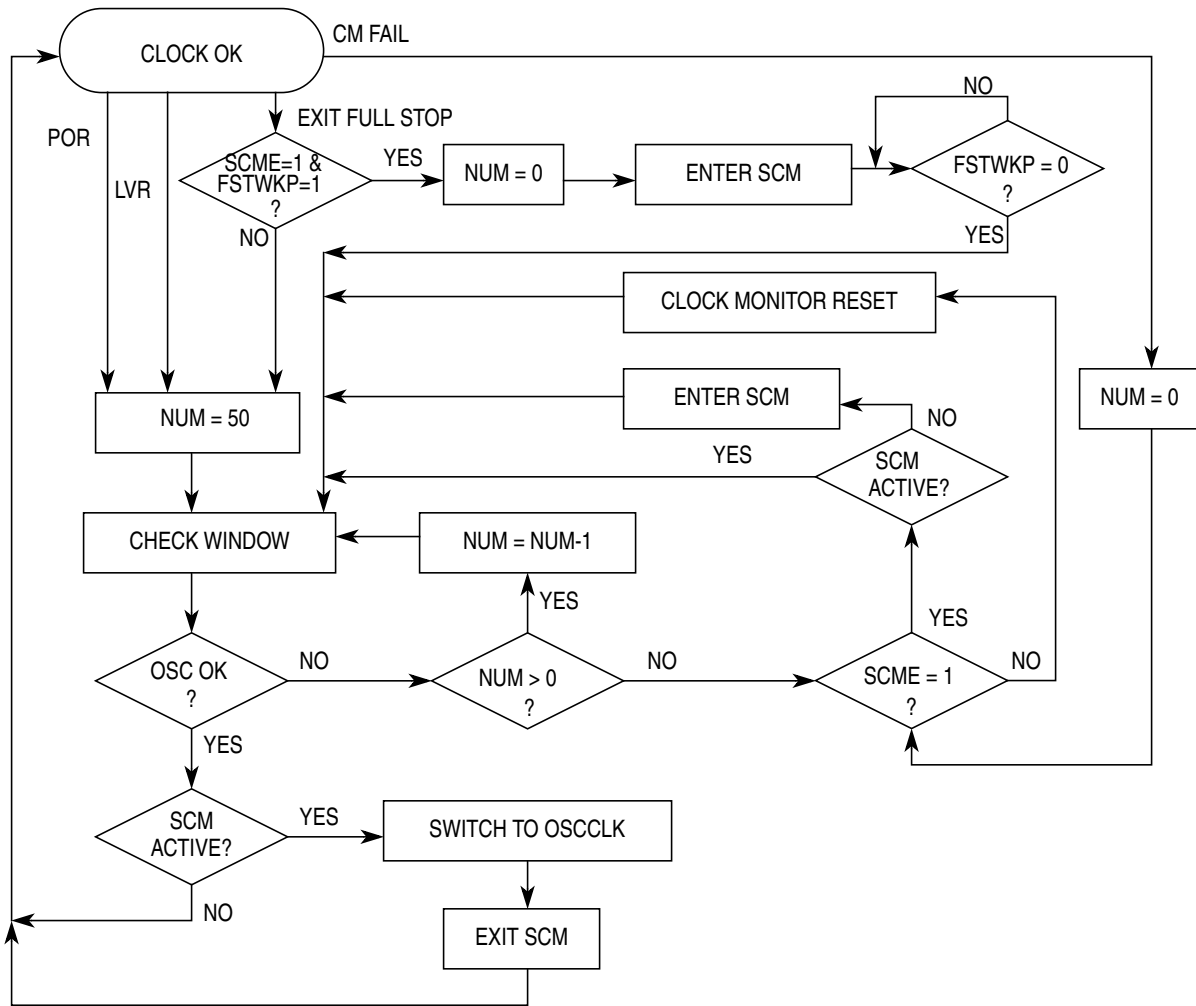 CLOCK OK
CM FAIL
POR
LVR
EXIT FULL STOP
SCME=1 &
FSTWKP=1
?
YES
NO
NUM = 0
ENTER SCM
NO
FSTWKP = 0
?
YES
CLOCK MONITOR RESET
NUM = 50
ENTER SCM
NUM = 0
NO
YES
SCM
ACTIVE?
CHECK WINDOW
NUM = NUM-1
YES
YES
OSC OK
?
NO
NUM > 0
?
NO
SCME = 1
?
NO
YES
SCM
ACTIVE?
YES
SWITCH TO OSCCLK
NO
EXIT SCM